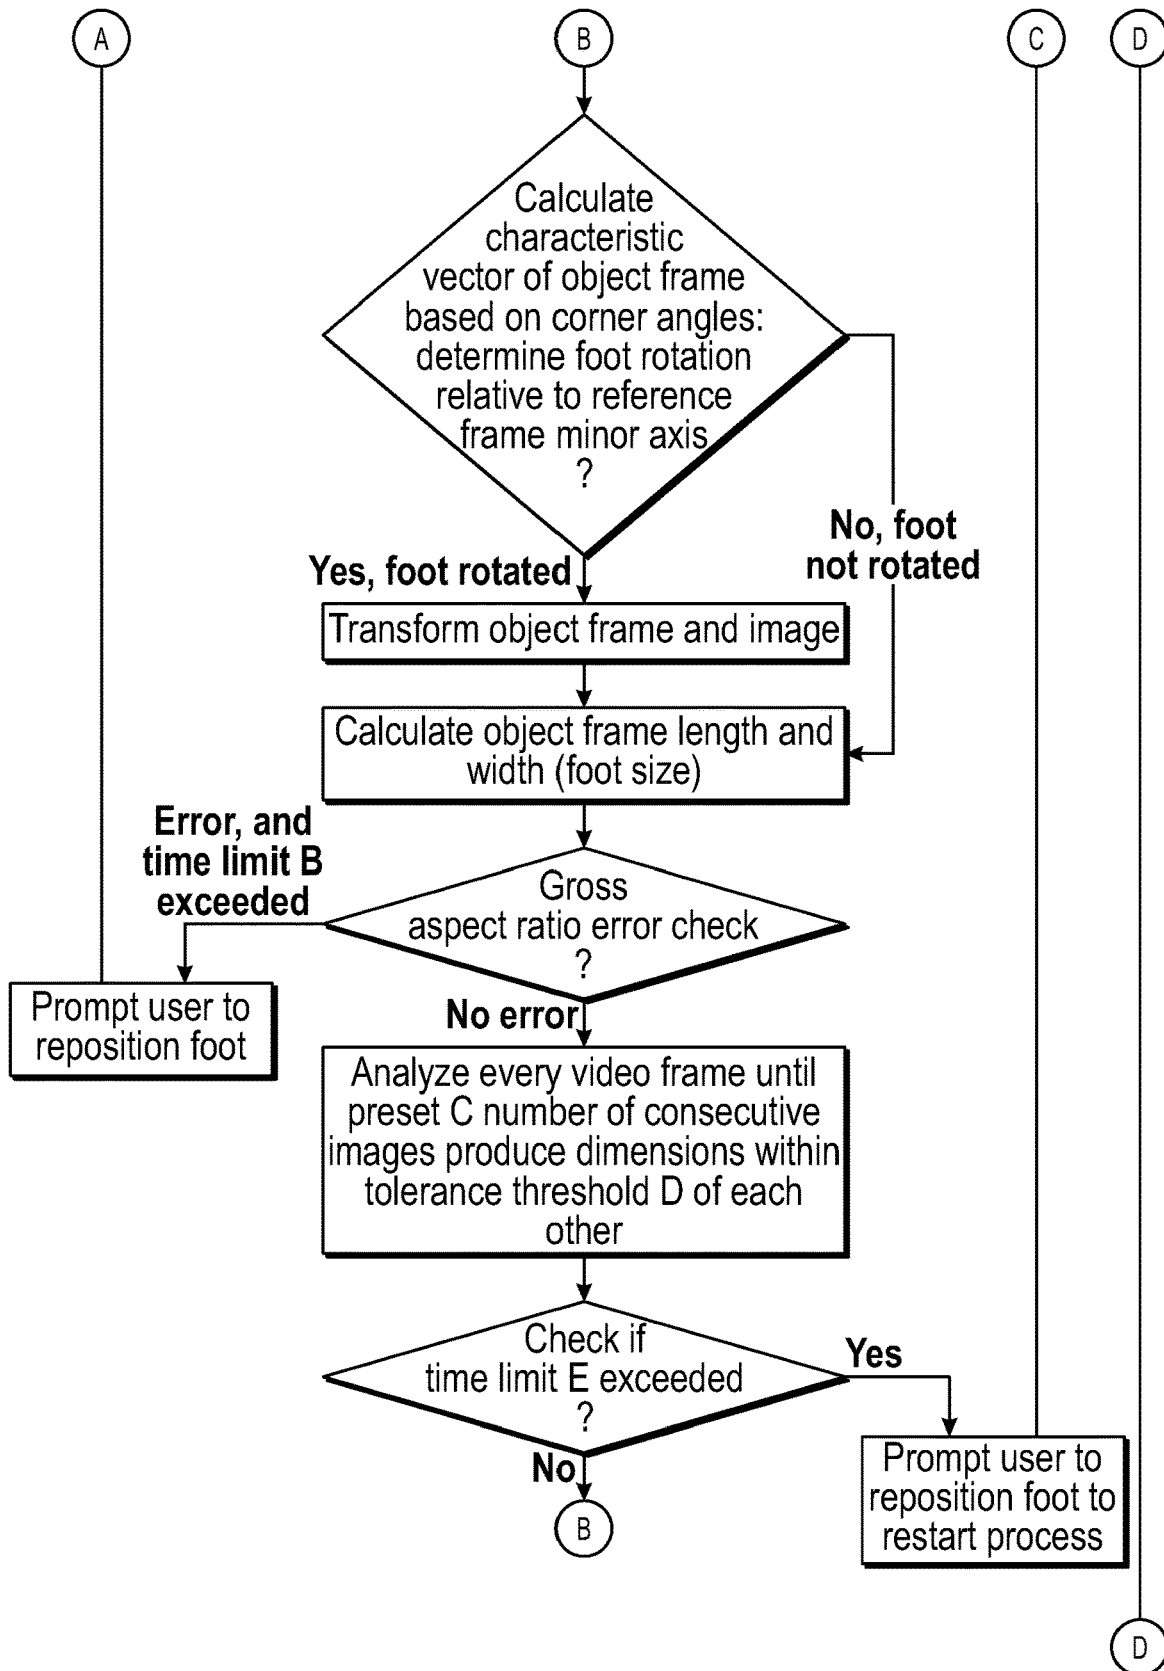 A
B
C
D
Calculate
characteristic
vector of object frame
based on corner angles:
determine foot rotation
relative to reference
frame minor axis
?
No, foot
not rotated
Yes, foot rotated
Transform object frame and image
Calculate object frame length and
width (foot size)
Error, and
time limit B
exceeded
Gross
aspect ratio error check
?
Prompt user to
reposition foot
No error
Analyze every video frame until
preset C number of consecutive
images produce dimensions within
tolerance threshold D of each
other
Check if
time limit E exceeded
?
Yes
No
Prompt user to
reposition foot to
restart process
B
D